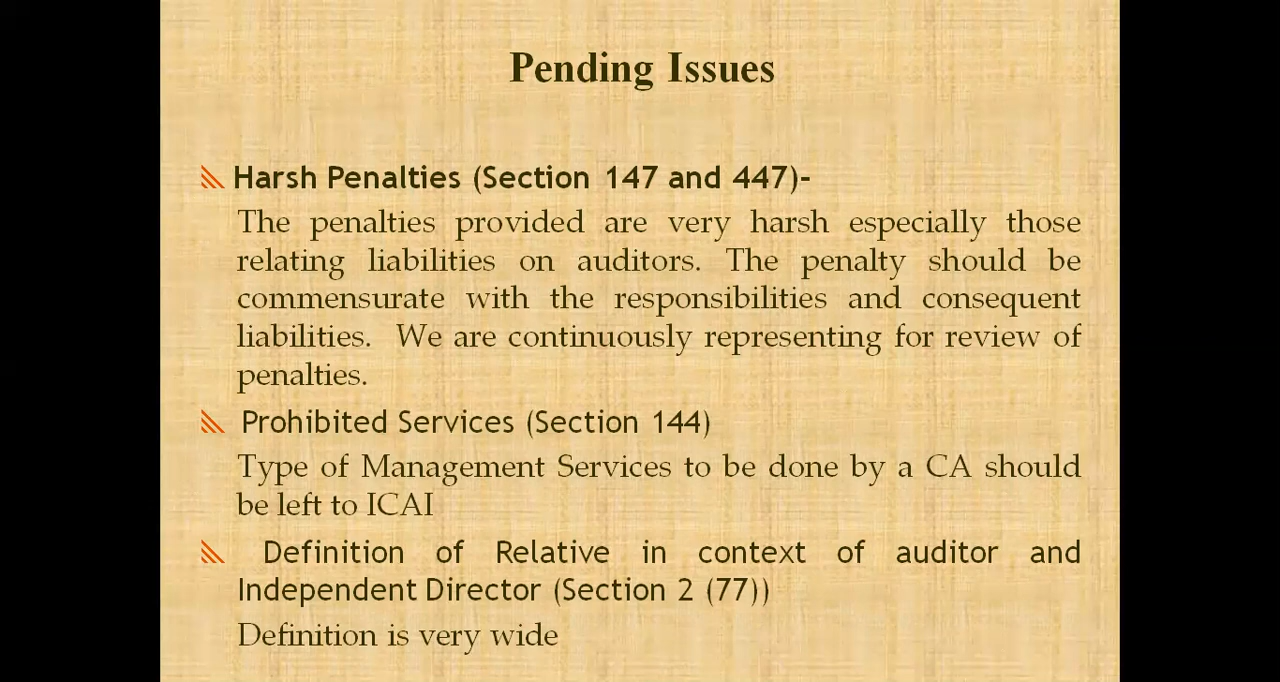 Pending Issues
Harsh Penalties (Section 147 and 447)-
The penalties provided are very harsh especially those
relating liabilities on auditors. The penalty should be
commensurate with the responsibilities and consequent
liabilities. We are continuously representing for review of
penalties.
Prohibited Services (Section 144)
Type of Management Services to be done by a CA should
be left to ICAI
Definition of Relative in context of auditor and
Independent Director (Section 2 (77))
Definition is very wide